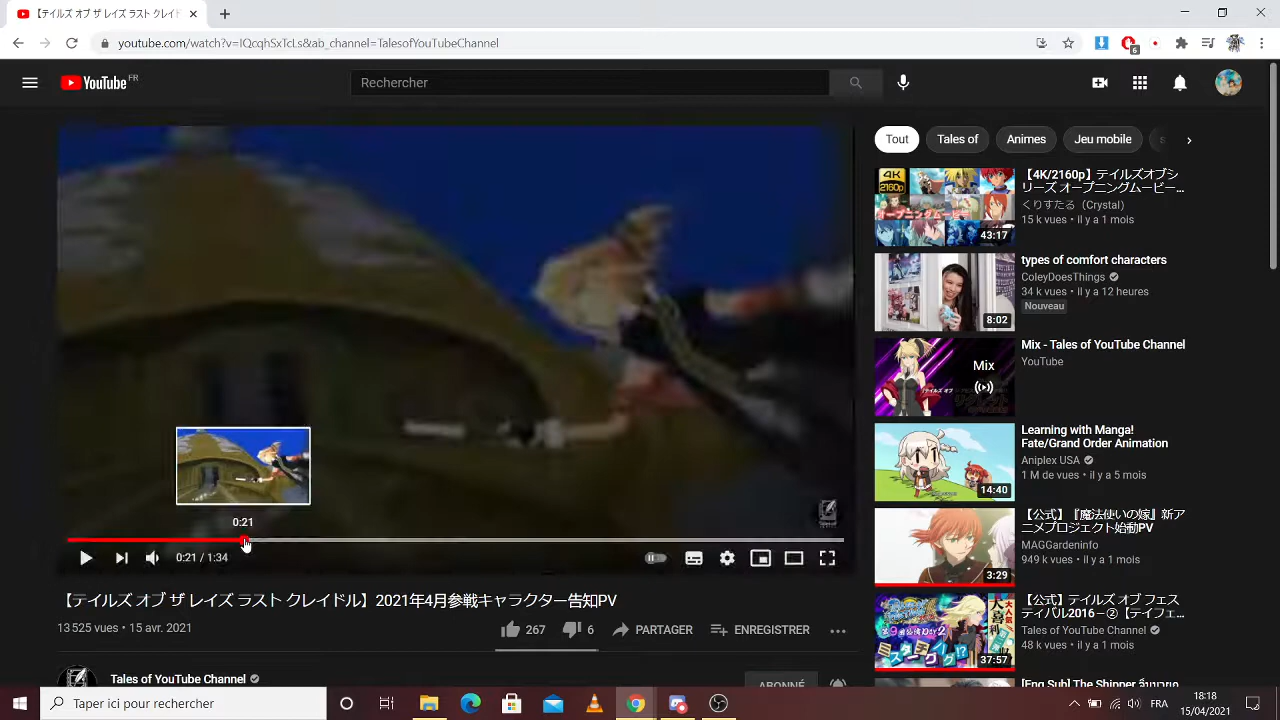 【テイルズ オブ ザ レイズ ラスト クレイド
youtube.com/watch?v=IQcqhSxTcLs&ab_channel=TalesofYouTubeChannel
6
YouTube FR
Rechercher
Tout
Tales of
Animes
Jeu mobile
4K
2160p
43:17
【4K/2160p】テイルズオブシリーズ オープニングムービー...
くりすたる（Crystal）
15 k vues • il y a 1 mois
8:02
types of comfort characters
ColeyDoesThings
34 k vues • il y a 12 heures
Nouveau
Mix
Mix - Tales of YouTube Channel
YouTube
14:40
Learning with Manga! Fate/Grand Order Animation
Aniplex USA
1 M de vues • il y a 5 mois
3:29
【公式】『魔法使いの嫁』新アニメプロジェクト始動PV
MAGGardeninfo
949 k vues • il y a 1 mois
37:57
【公式】テイルズ オブ フェスティバル2016－②【テイフェ...
Tales of YouTube Channel
48 k vues • il y a 1 mois
0:21
0:21 / 1:34
【テイルズ オブ ザ レイズ ラスト クレイドル】2021年4月参戦キャラクター告知PV
13 525 vues • 15 avr. 2021
267
6
PARTAGER
ENREGISTRER
Tales of YouTube Channel
ABONNÉ
Taper ici pour rechercher
FRA
18:18
15/04/2021